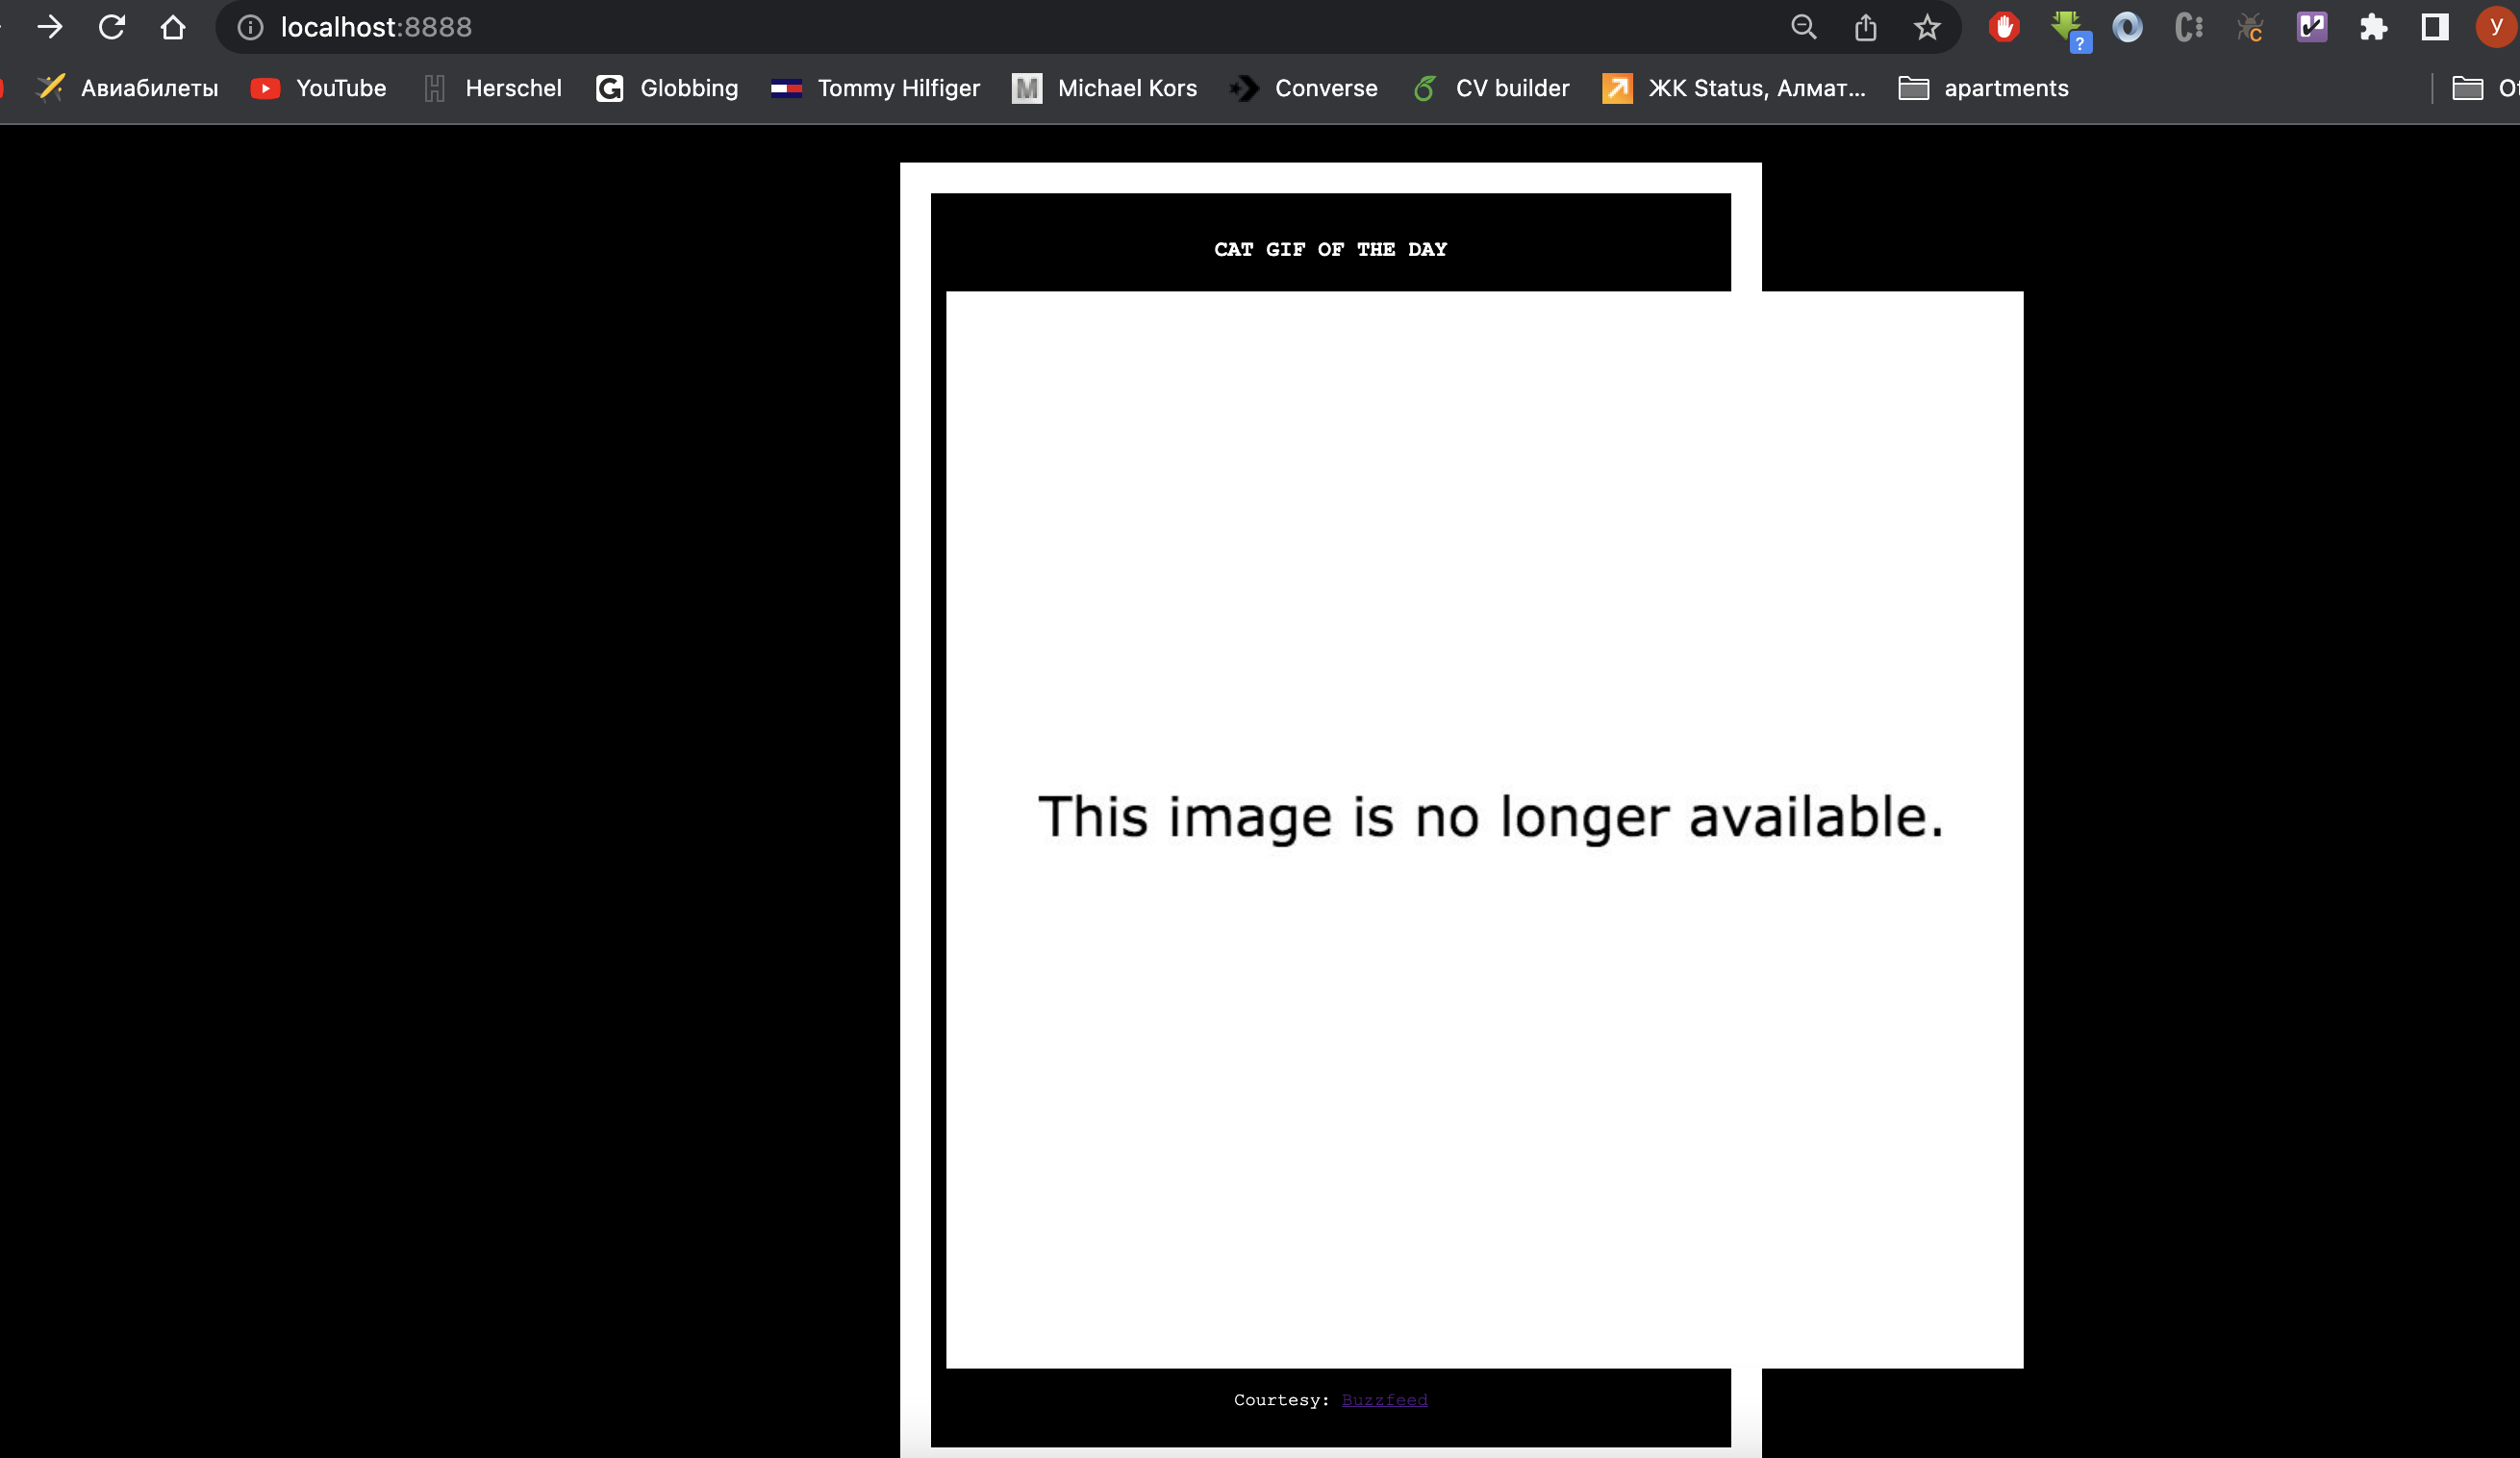 localhost:8888
?
C
У
Авиабилеты YouTube H Herschel G Globbing Tommy Hilfiger M Michael Kors Converse CV builder ЖК Status, Алмат... apartments
CAT GIF OF THE DAY
This image is no longer available.
Courtesy: Buzzfeed